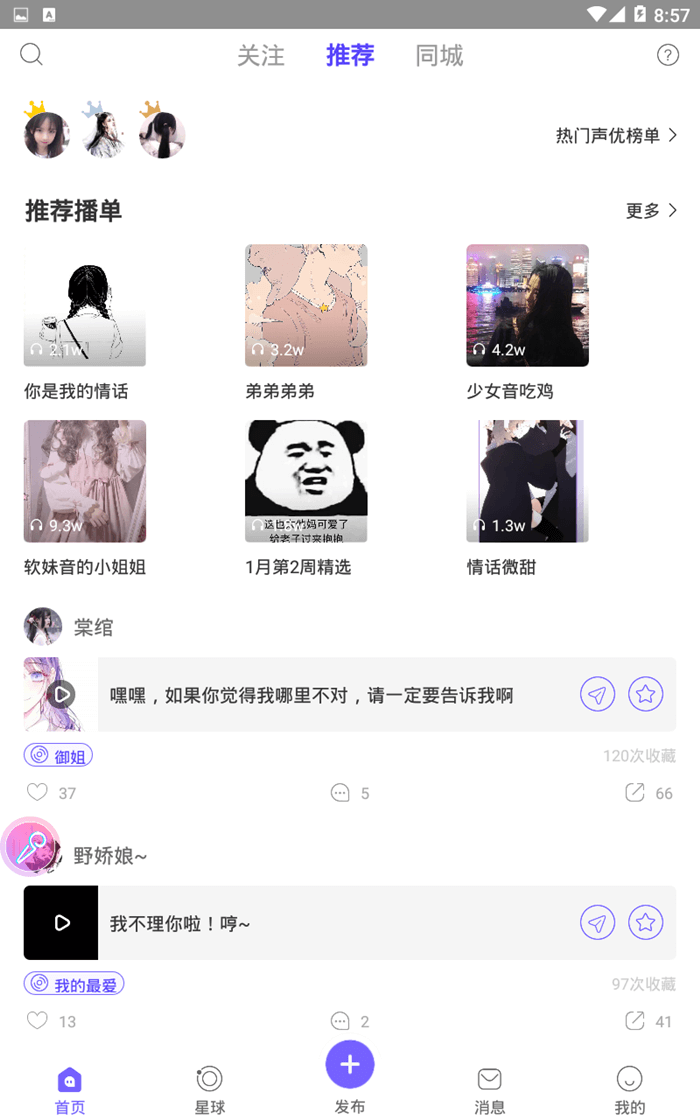 8:57
关注 推荐 同城
热门声优榜单
推荐播单
更多
2.1w
3.2w
4.2w
你是我的情话
弟弟弟弟
少女音吃鸡
9.3w
这也
妈可爱了
给老子过来抱抱
1.3w
软妹音的小姐姐
1月第2周精选
情话微甜
棠绾
嘿嘿，如果你觉得我哪里不对，请一定要告诉我啊
御姐
120次收藏
37
5
66
野娇娘~
我不理你啦！哼~
我的最爱
97次收藏
13
2
41
首页
星球
发布
消息
我的